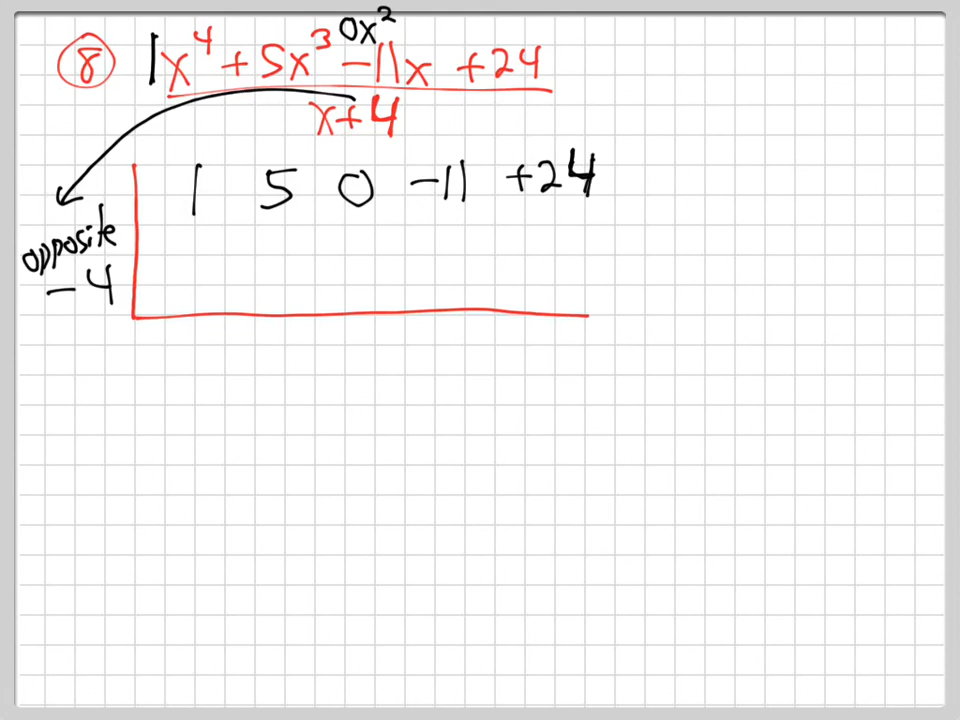 0x²
⑧ 1x⁴ + 5x³ -11x +24
x+4
1 5 0 -11 +24
opposite
-4